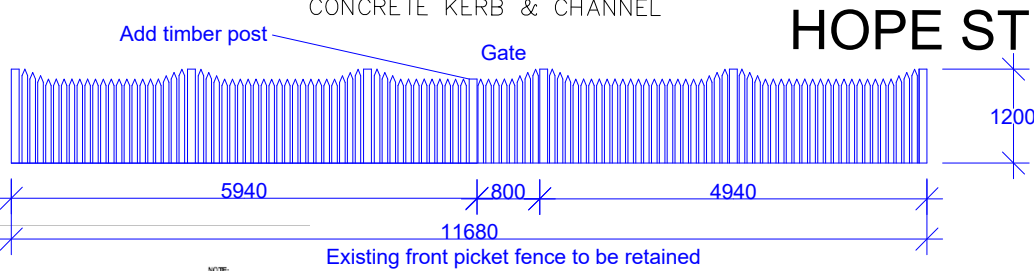 CONCRETE KERB & CHANNEL
HOPE ST
Add timber post
Gate
1200
5940
800
4940
11680
Existing front picket fence to be retained
NOTE: